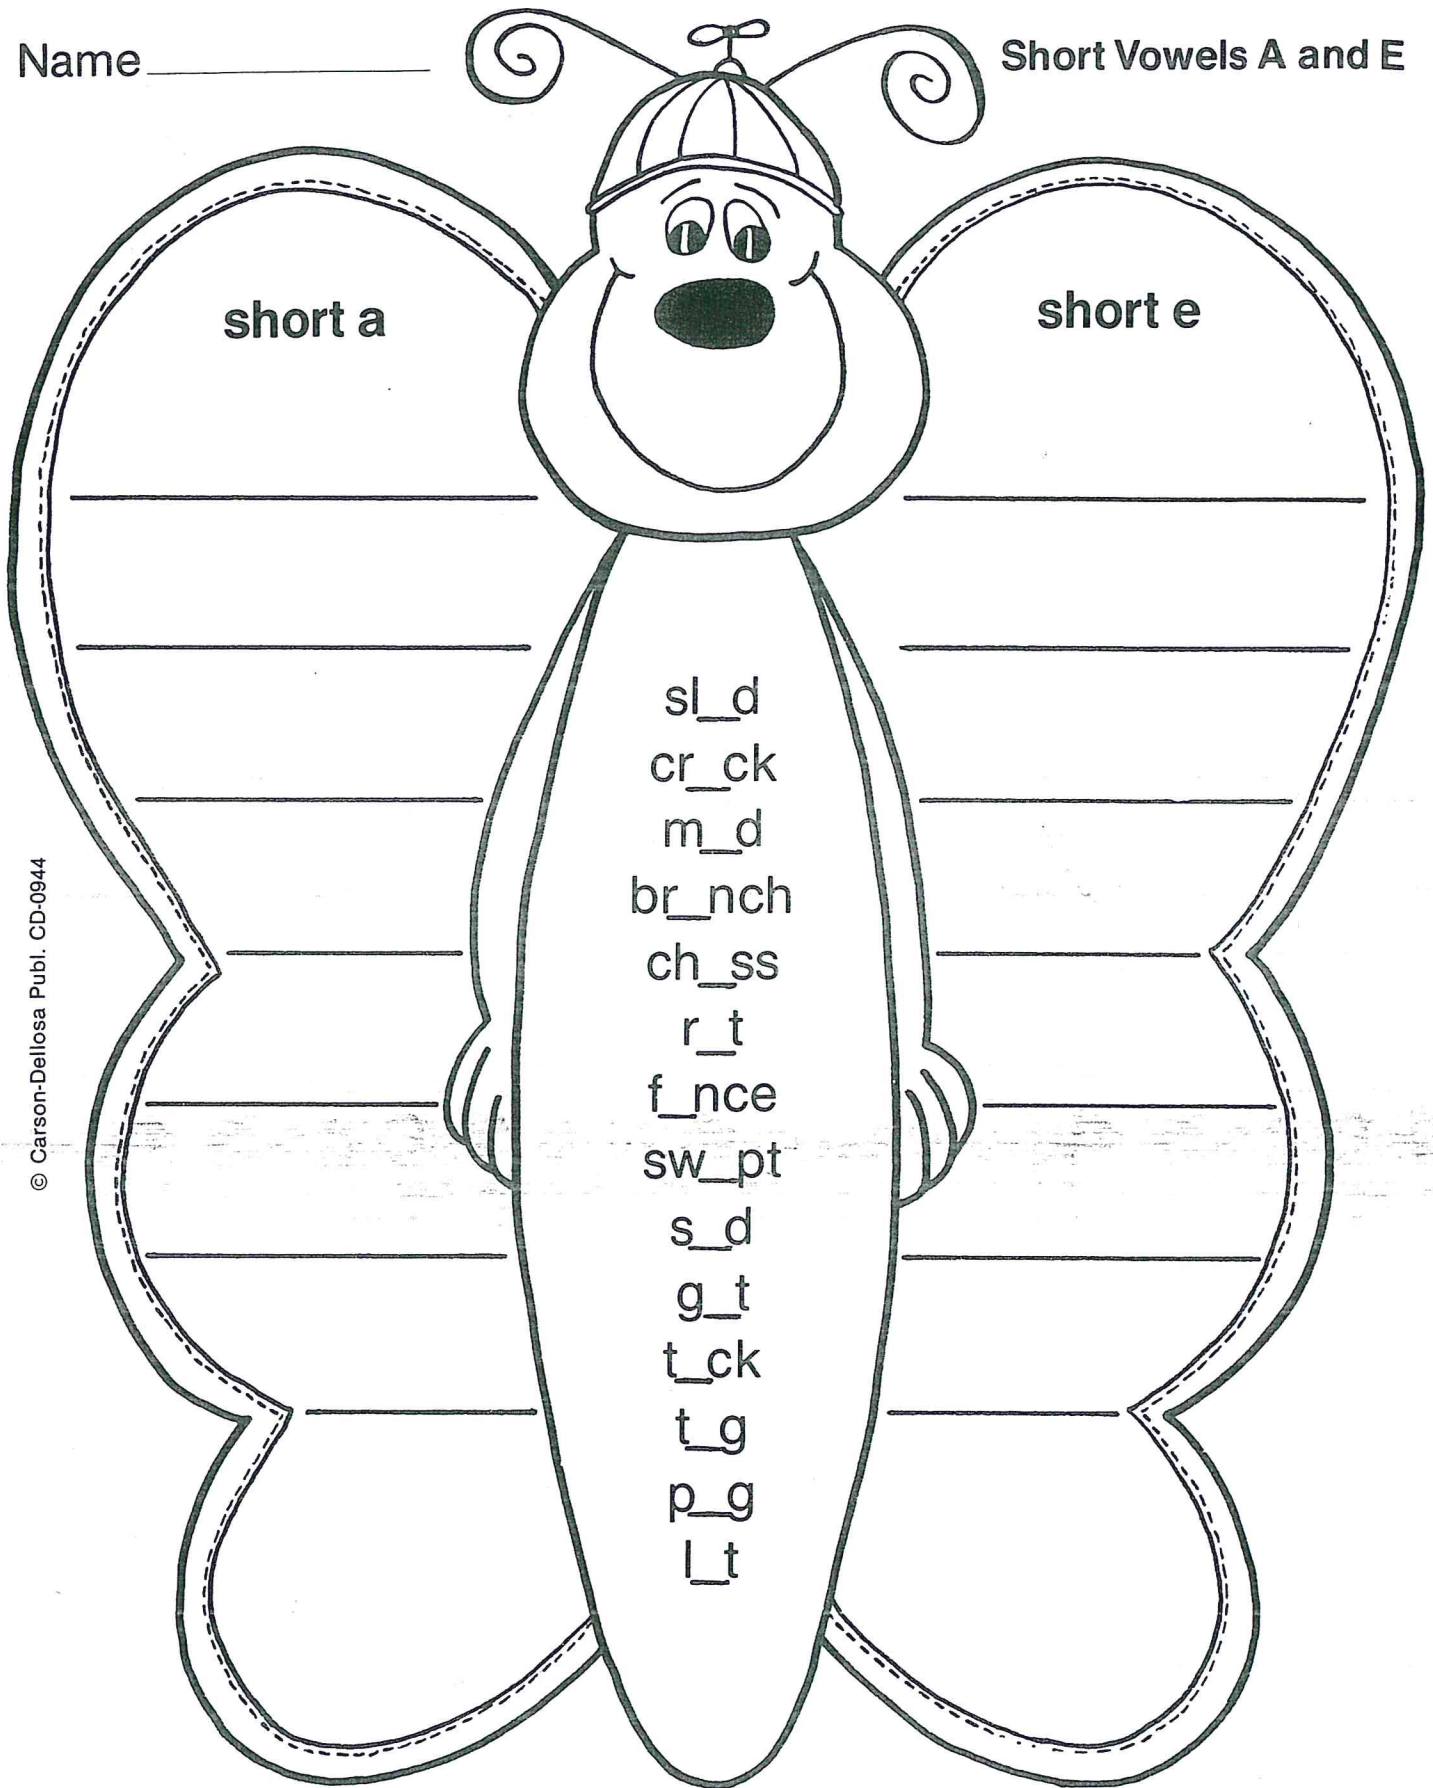 Name
Short Vowels A and E
short a
short e
sl_d
cr_ck
m_d
br_nch
ch_ss
r_t
f_nce
sw_pt
s_d
g_t
t_ck
t_g
p_g
l_t
© Carson-Dellosa Publ. CD-0944